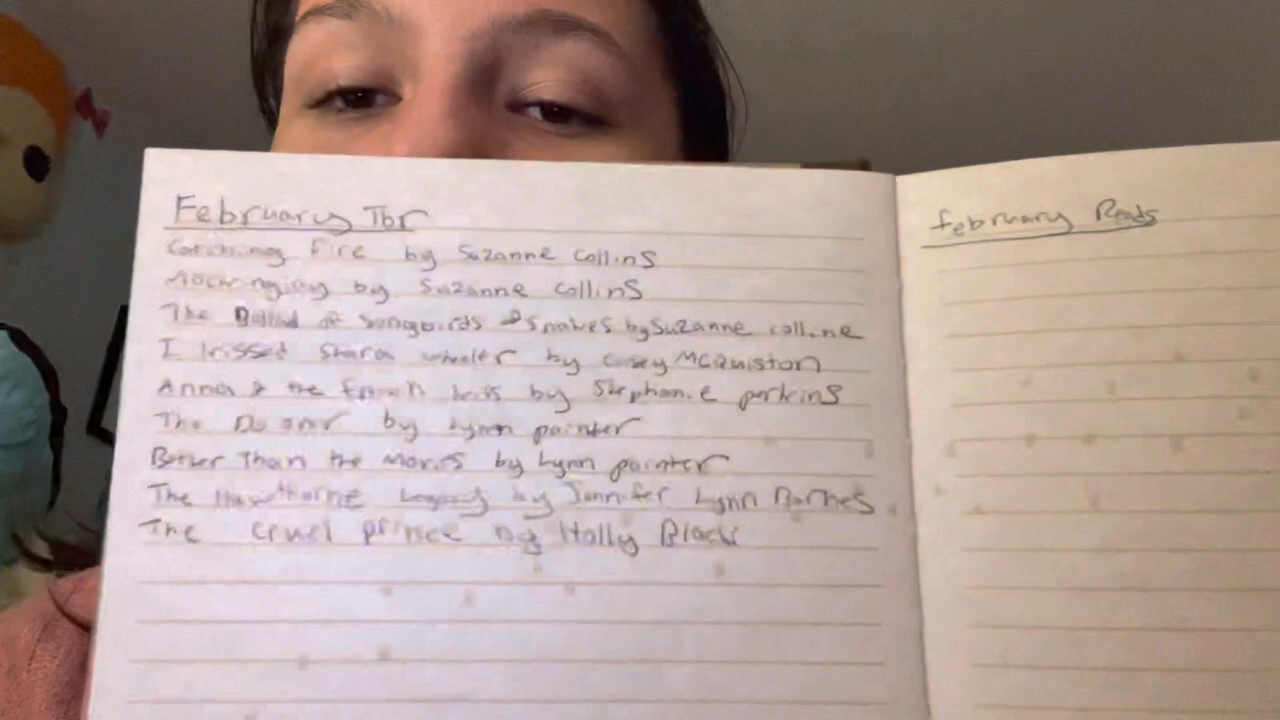 February Tbr
Catching fire by Suzanne Collins
Mockingjay by Suzanne Collins
The Ballad of Songbirds & Snakes by Suzanne colline
I kissed Shara wheeler by Casey McQuiston
Anna & the French kiss by Stephanie perkins
The by Lynn painter
Better Than the Movies by Lynn painter
The Hawthorne Legacy by Jennifer Lynn Barnes
The cruel prince by Holly Black
february Reads